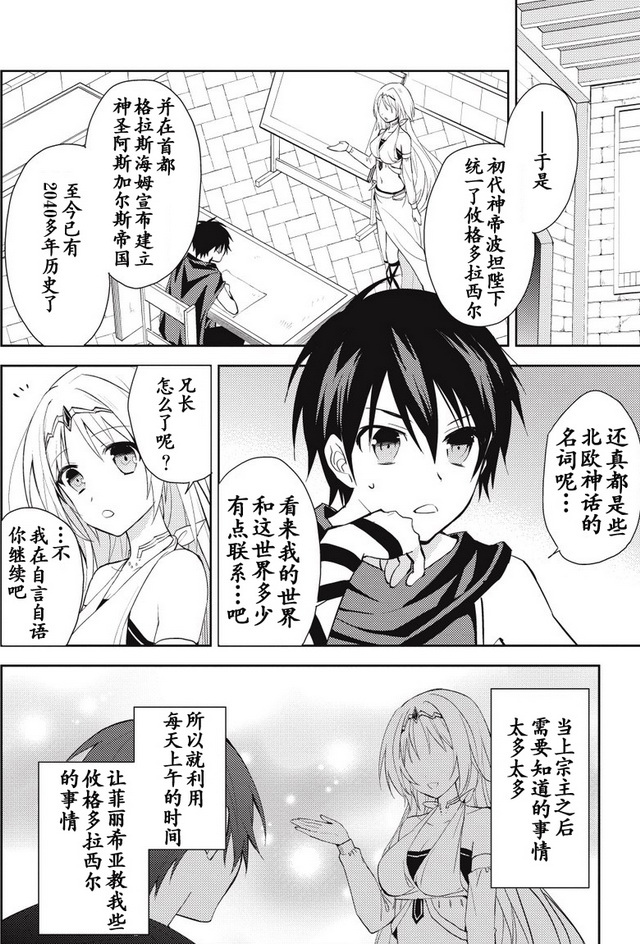 ——于是
初代神帝波坦陛下
统一了攸格多拉西尔
并在首都
格拉斯海姆宣布建立
神圣阿斯加尔斯帝国
至今已有
2040多年历史了
还真都是些
北欧神话的
名词呢…
看来我的世界
和这世界多少
有点联系…吧
兄长
怎么了呢？
…不
我在自言自语
你继续吧
当上宗主之后
需要知道的事情
太多太多
所以就利用
每天上午的时间
让菲丽希亚教我些
攸格多拉西尔
的事情